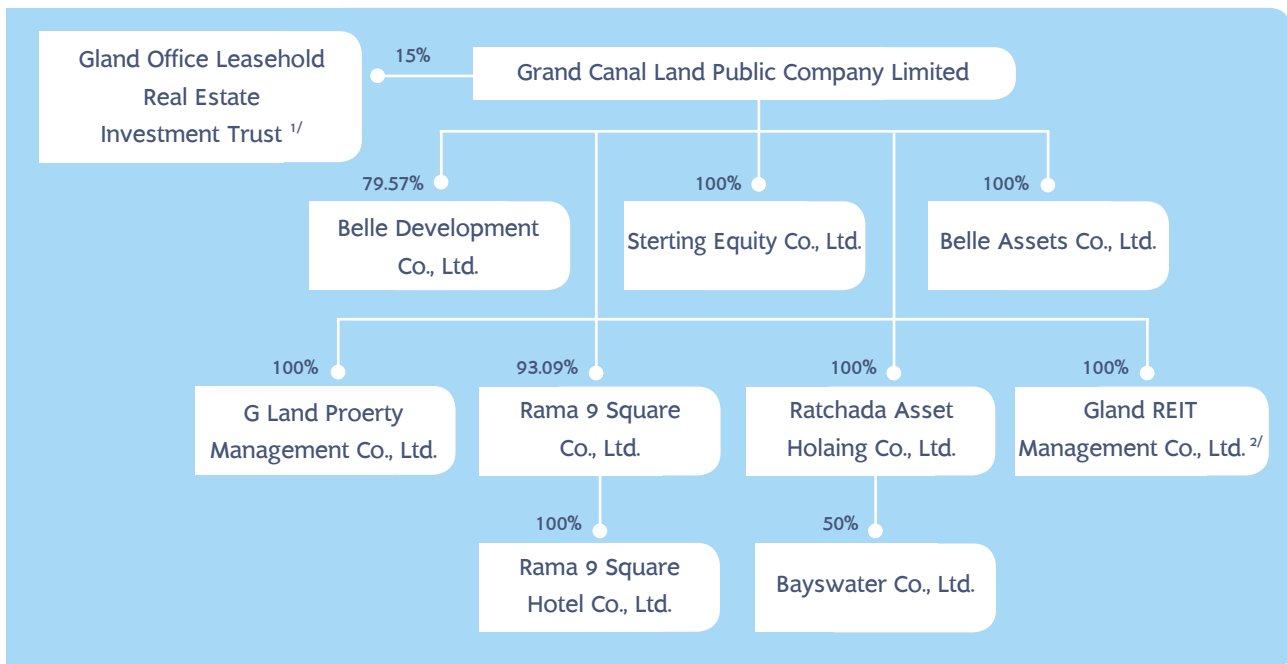 Gland Office Leasehold
Real Estate
Investment Trust 1/
15%
Grand Canal Land Public Company Limited
79.57%
Belle Development
Co., Ltd.
100%
Sterting Equity Co., Ltd.
100%
Belle Assets Co., Ltd.
100%
G Land Proerty
Management Co., Ltd.
93.09%
Rama 9 Square
Co., Ltd.
100%
Ratchada Asset
Holaing Co., Ltd.
100%
Gland REIT
Management Co., Ltd. 2/
100%
Rama 9 Square
Hotel Co., Ltd.
50%
Bayswater Co., Ltd.